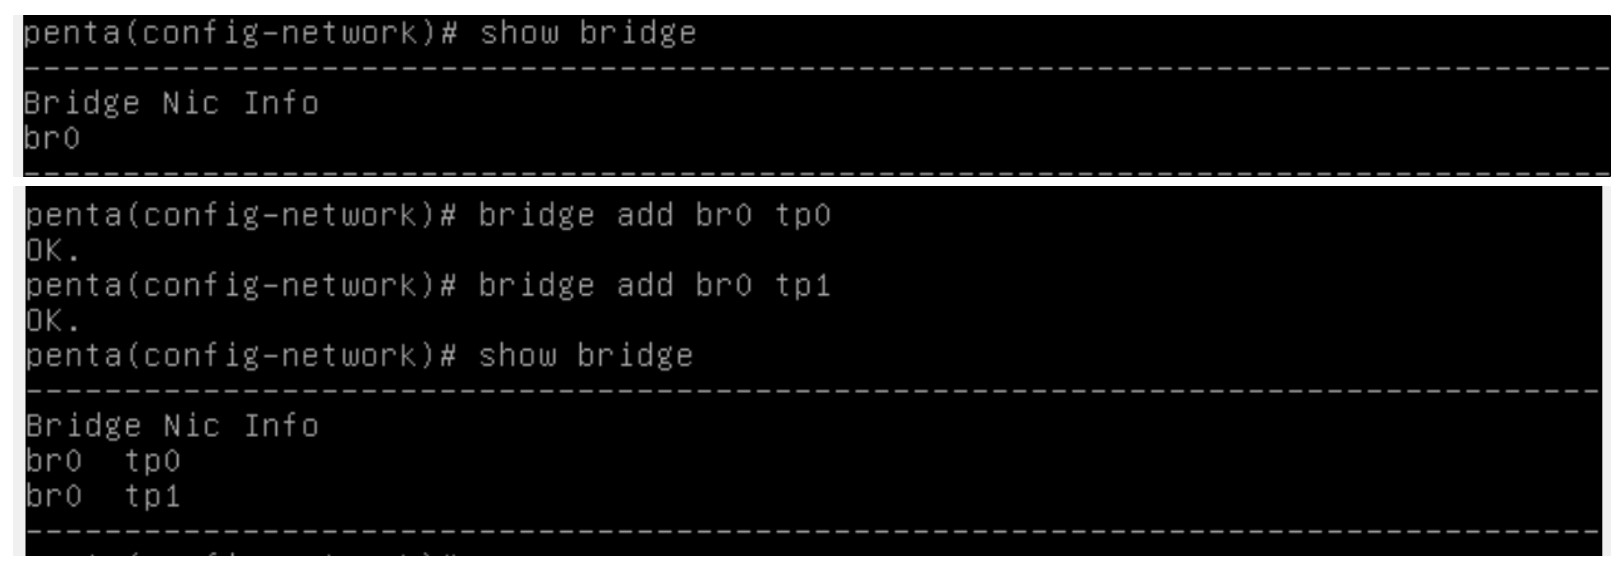 penta(config-network)# show bridge
--------------------------------------------------------------------------------
Bridge Nic Info
br0
--------------------------------------------------------------------------------
penta(config-network)# bridge add br0 tp0
OK.
penta(config-network)# bridge add br0 tp1
OK.
penta(config-network)# show bridge
--------------------------------------------------------------------------------
Bridge Nic Info
br0  tp0
br0  tp1
--------------------------------------------------------------------------------